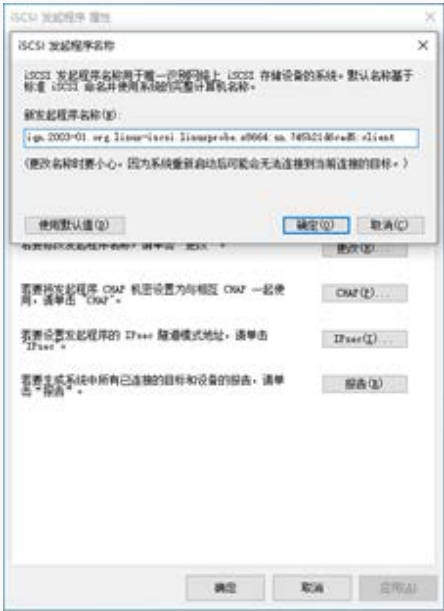 iSCSI 发起程序 属性
iSCSI 发起程序名称
iSCSI 发起程序名称用于唯一识别网络上 iSCSI 存储设备的系统。默认名称基于
标准 iSCSI 命名并使用系统的完整计算机名称。
新发起程序名称(W):
iqn.2003-01.org.linux-iscsi.linuxprobe.x8664:sn.745b21d6cad5:client
(更改名称时要小心，因为系统重新启动后可能会无法连接到当前连接的目标。)
使用默认值(D)
确定(O)
取消(C)
若要修改发起程序名称，请单击“更改”。
更改(H)...
若要将发起程序 CHAP 机密设置为与相互 CHAP 一起使
用，请单击“CHAP”。
CHAP(P)...
若要设置发起程序的 IPsec 隧道模式地址，请单击
“IPsec”。
IPsec(I)...
若要生成系统中所有已连接的目标和设备的报告，请单
击“报告”。
报告(R)
确定
取消
应用(A)